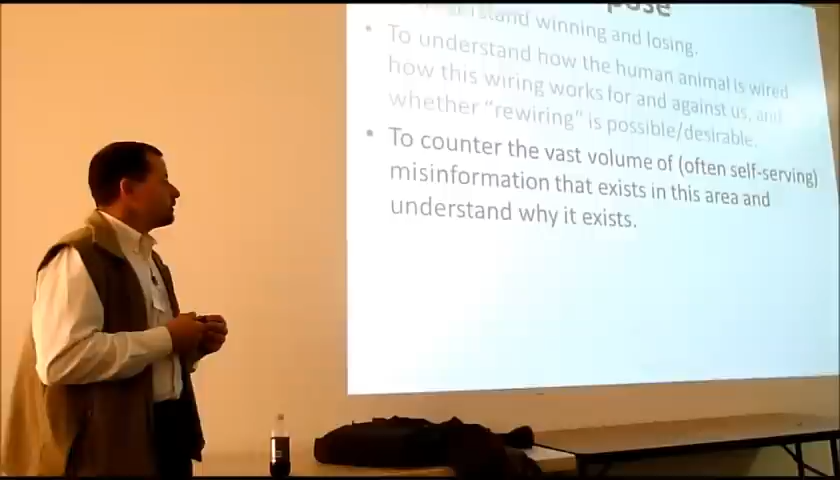 understand winning and losing.
• To understand how the human animal is wired
how this wiring works for and against us, and
whether “rewiring” is possible/desirable.
• To counter the vast volume of (often self-serving)
misinformation that exists in this area and
understand why it exists.